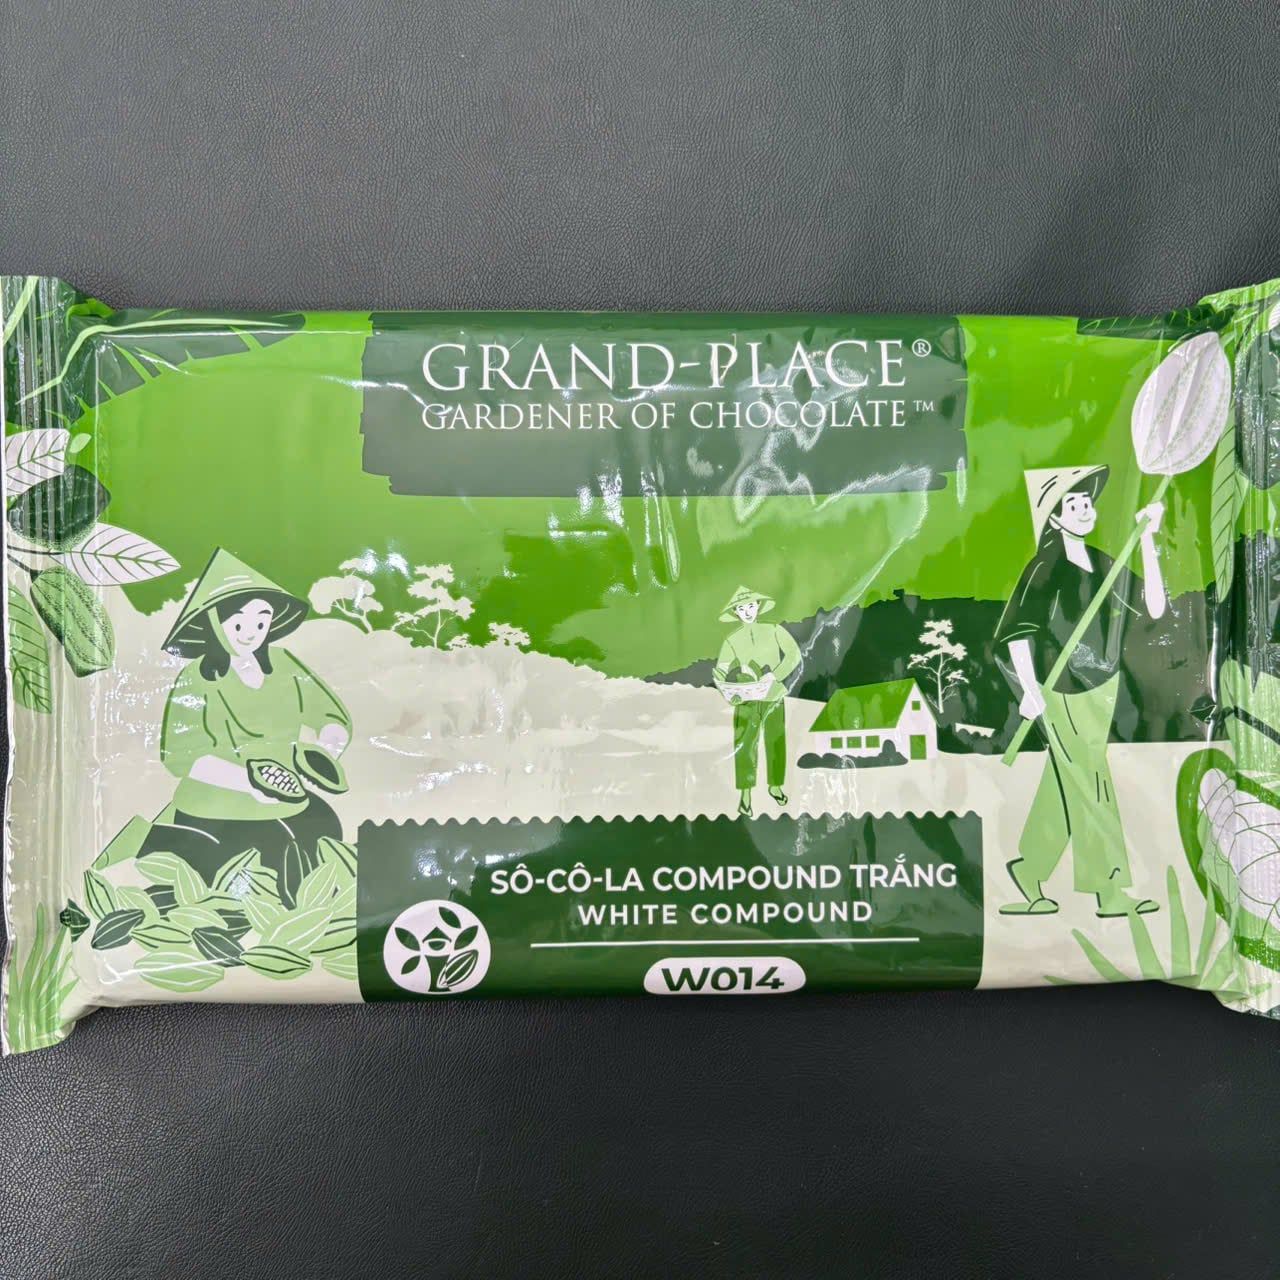 GRAND-PLACE®
GARDENER OF CHOCOLATE™
SÔ-CÔ-LA COMPOUND TRẮNG
WHITE COMPOUND
W014